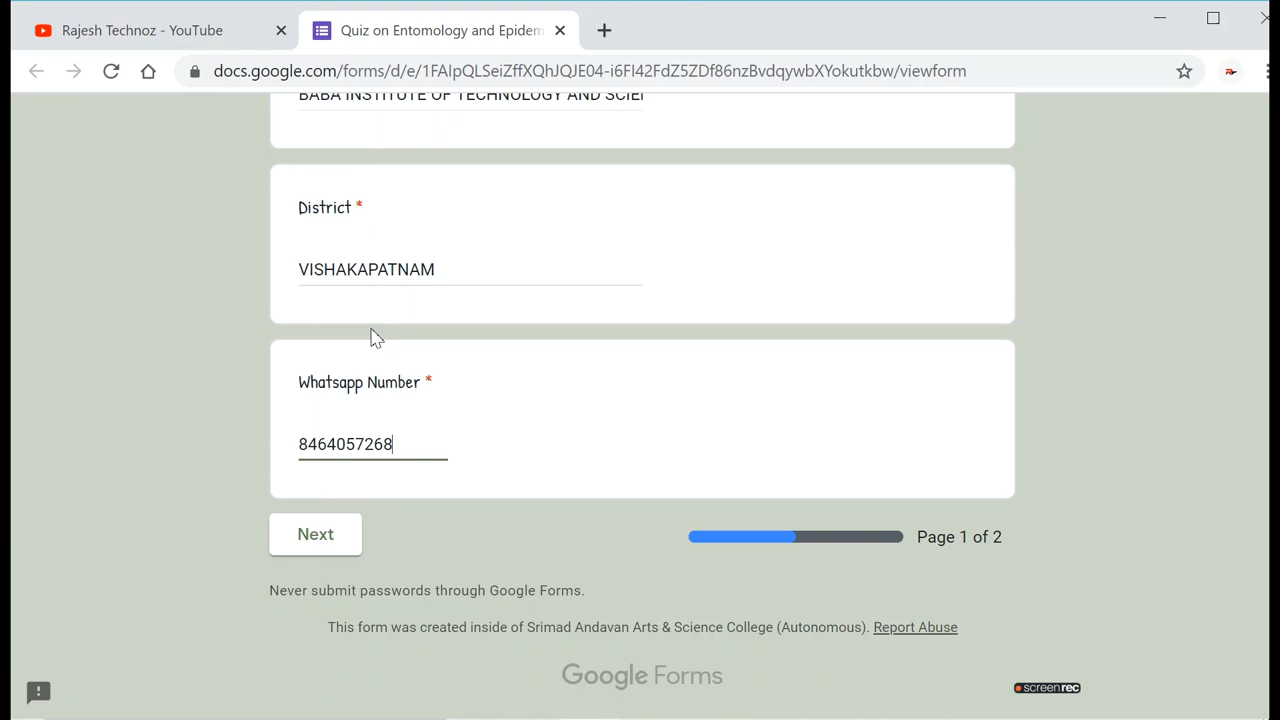 Rajesh Technoz - YouTube
Quiz on Entomology and Epidem
docs.google.com/forms/d/e/1FAIpQLSeiZffXQhJQJE04-i6FI42FdZ5ZDf86nzBvdqywbXYokutkbw/viewform
BABA INSTITUTE OF TECHNOLOGY AND SCIEI
District *
VISHAKAPATNAM
Whatsapp Number *
8464057268
Next
Page 1 of 2
Never submit passwords through Google Forms.
This form was created inside of Srimad Andavan Arts & Science College (Autonomous). Report Abuse
Google Forms
screenrec